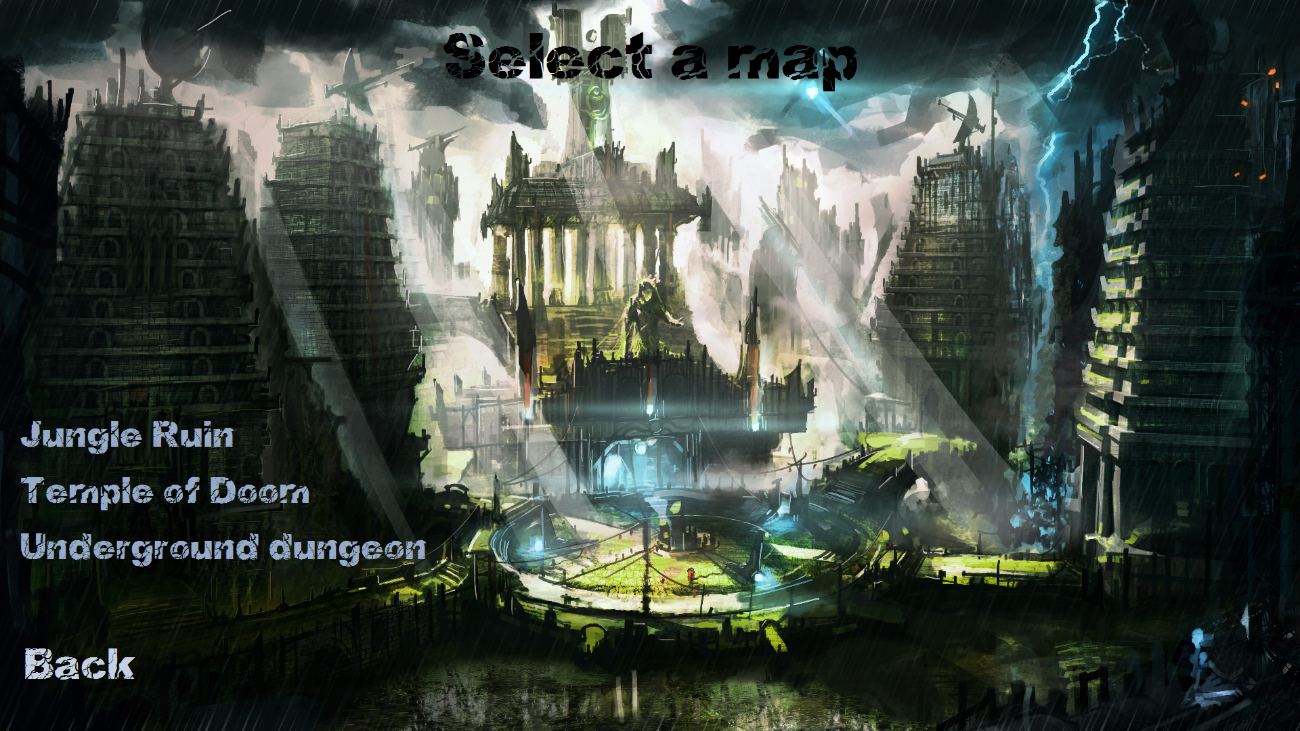 Select a map
Jungle Ruin
Temple of Doom
Underground dungeon
Back